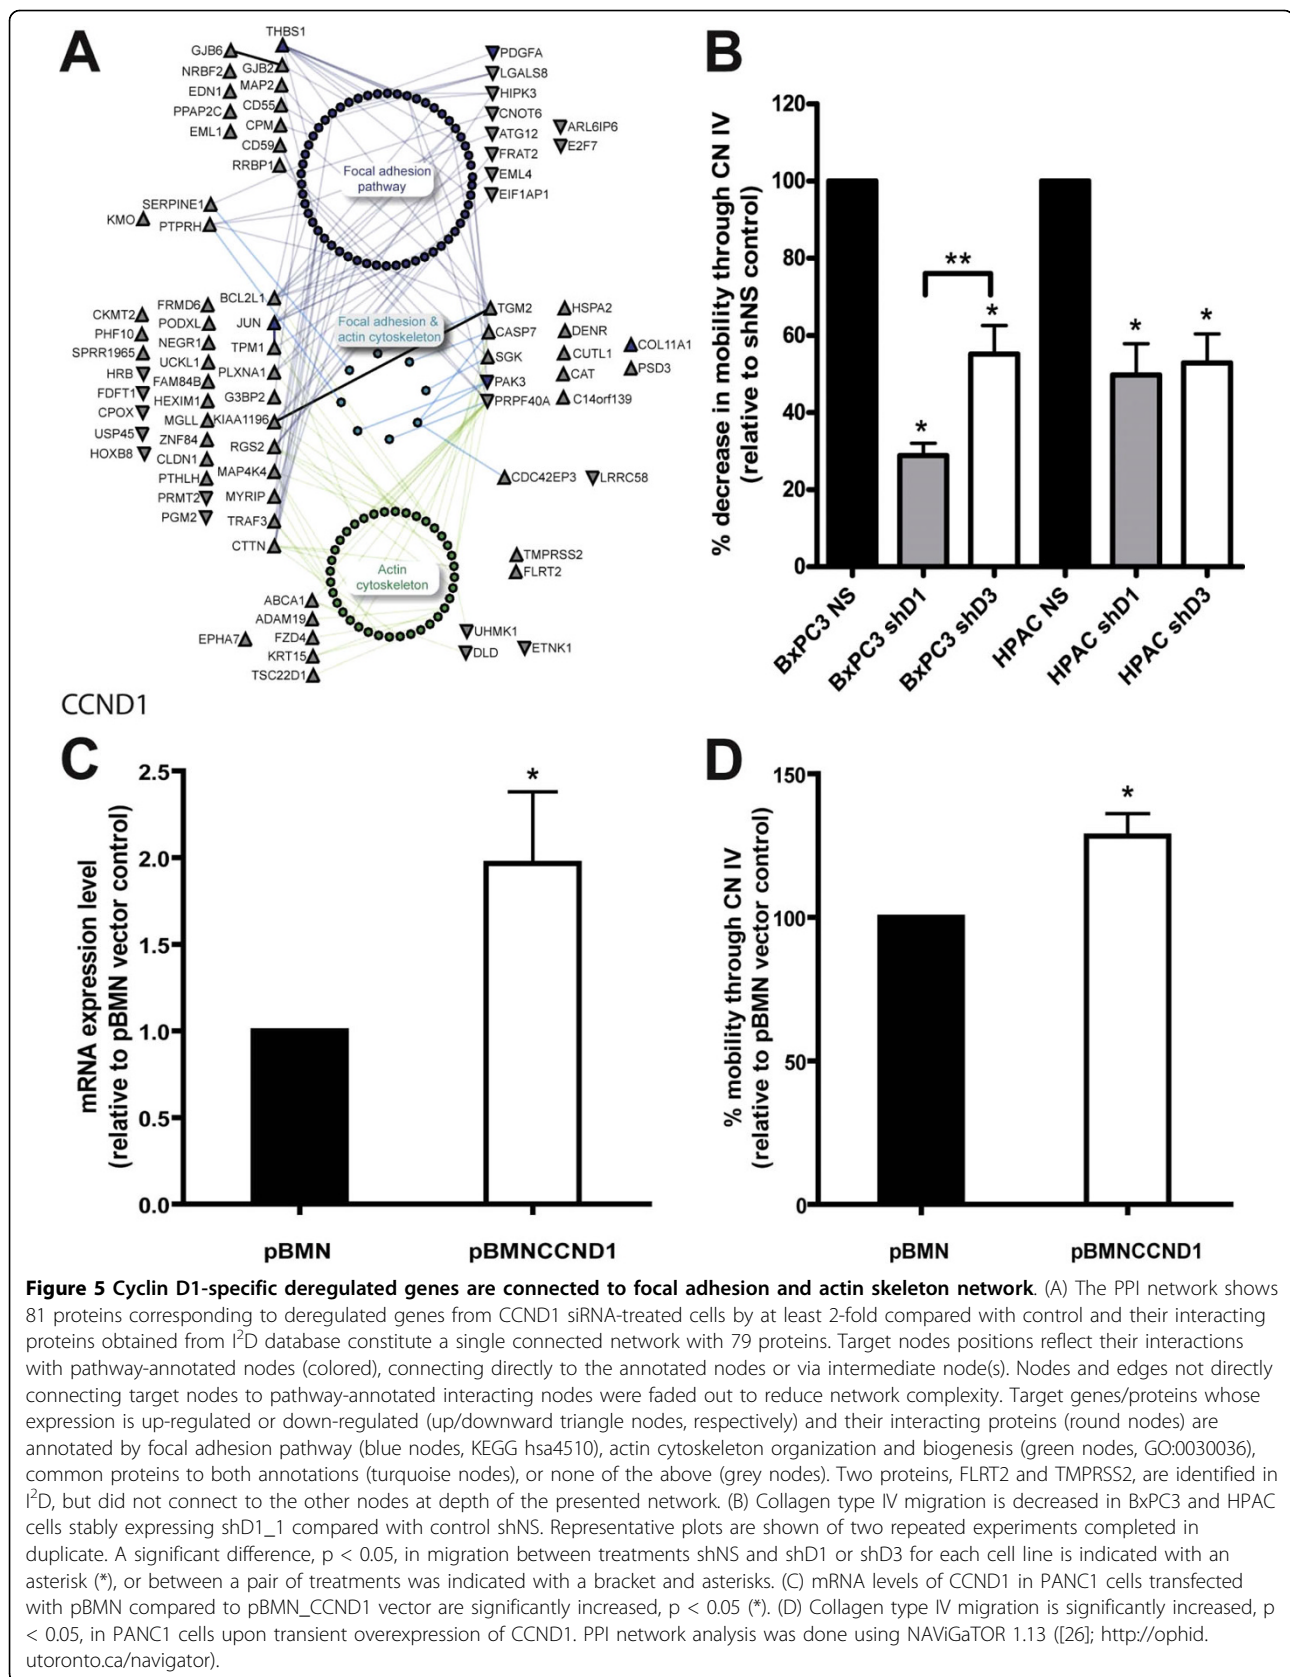 A
THBS1
GJB6
GJB2
NRBF2
MAP2
EDN1
CD55
PPAP2C
CPM
EML1
CD59
RRBP1
PDGFA
LGALS8
HIPK3
CNOT6
ATG12
ARL6IP6
FRAT2
E2F7
EML4
EIF1AP1
Focal adhesion
pathway
SERPINE1
KMO
PTPRH
BCL2L1
FRMD6
CKMT2
JUN
PODXL
PHF10
NEGR1
TPM1
SPRR1965
UCKL1
PLXNA1
HRB
FAM84B
FDFT1
HEXIM1
G3BP2
CPOX
MGLL
KIAA1196
USP45
ZNF84
RGS2
HOXB8
CLDN1
PTHLH
MAP4K4
PRMT2
MYRIP
PGM2
TRAF3
CTTN
Focal adhesion &
actin cytoskeleton
TGM2
HSPA2
CASP7
DENR
COL11A1
SGK
CUTL1
PSD3
PAK3
CAT
PRPF40A
C14orf139
CDC42EP3
LRRC58
TMPRSS2
FLRT2
Actin
cytoskeleton
ABCA1
ADAM19
EPHA7
FZD4
KRT15
TSC22D1
UHMK1
DLD
ETNK1
CCND1
B
% decrease in mobility through CN IV
(relative to shNS control)
120
100
80
60
40
20
0
**
*
*
*
*
BxPC3 NS
BxPC3 shD1
BxPC3 shD3
HPAC NS
HPAC shD1
HPAC shD3
C
mRNA expression level
(relative to pBMN vector control)
2.5
2.0
1.5
1.0
0.5
0.0
*
pBMN
pBMNCCND1
D
% mobility through CN IV
(relative to pBMN vector control)
150
100
50
0
*
pBMN
pBMNCCND1
Figure 5 Cyclin D1-specific deregulated genes are connected to focal adhesion and actin skeleton network. (A) The PPI network shows
81 proteins corresponding to deregulated genes from CCND1 siRNA-treated cells by at least 2-fold compared with control and their interacting
proteins obtained from I²D database constitute a single connected network with 79 proteins. Target nodes positions reflect their interactions
with pathway-annotated nodes (colored), connecting directly to the annotated nodes or via intermediate node(s). Nodes and edges not directly
connecting target nodes to pathway-annotated interacting nodes were faded out to reduce network complexity. Target genes/proteins whose
expression is up-regulated or down-regulated (up/downward triangle nodes, respectively) and their interacting proteins (round nodes) are
annotated by focal adhesion pathway (blue nodes, KEGG hsa4510), actin cytoskeleton organization and biogenesis (green nodes, GO:0030036),
common proteins to both annotations (turquoise nodes), or none of the above (grey nodes). Two proteins, FLRT2 and TMPRSS2, are identified in
I²D, but did not connect to the other nodes at depth of the presented network. (B) Collagen type IV migration is decreased in BxPC3 and HPAC
cells stably expressing shD1_1 compared with control shNS. Representative plots are shown of two repeated experiments completed in
duplicate. A significant difference, p < 0.05, in migration between treatments shNS and shD1 or shD3 for each cell line is indicated with an
asterisk (*), or between a pair of treatments was indicated with a bracket and asterisks. (C) mRNA levels of CCND1 in PANC1 cells transfected
with pBMN compared to pBMN_CCND1 vector are significantly increased, p < 0.05 (*). (D) Collagen type IV migration is significantly increased, p
< 0.05, in PANC1 cells upon transient overexpression of CCND1. PPI network analysis was done using NAViGaTOR 1.13 ([26]; http://ophid.
utoronto.ca/navigator).